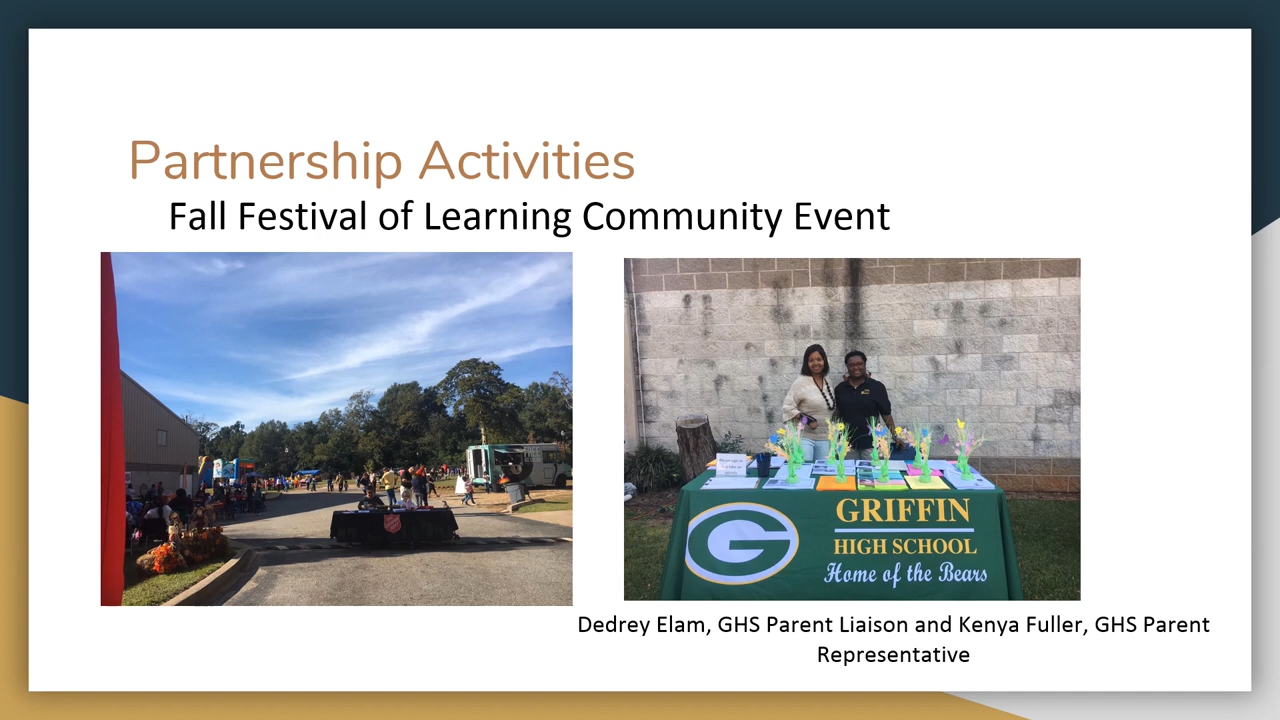 Partnership Activities
Fall Festival of Learning Community Event
FREE
G
GRIFFIN
HIGH SCHOOL
Home of the Bears
Dedrey Elam, GHS Parent Liaison and Kenya Fuller, GHS Parent
Representative